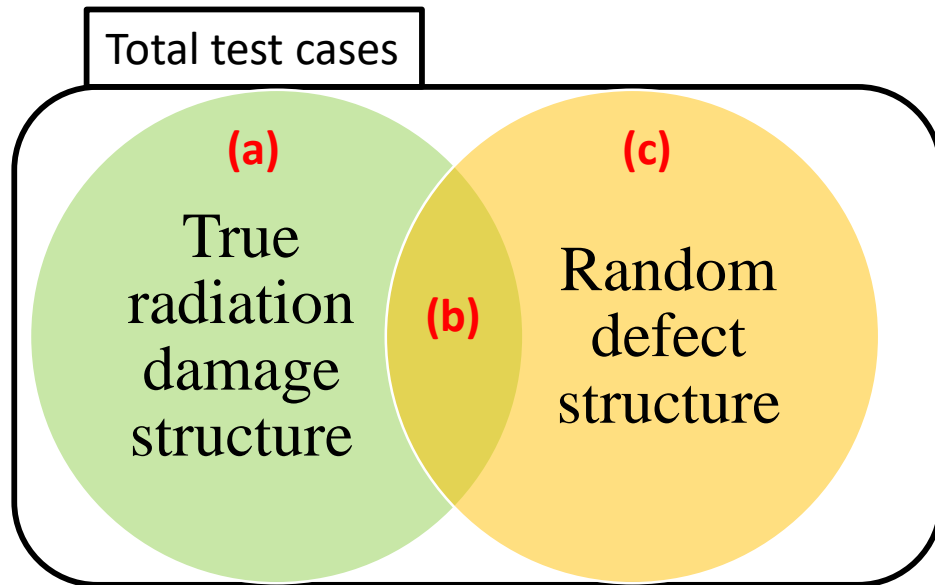 Total test cases
(a)
True
radiation
damage
structure
(b)
(c)
Random
defect
structure